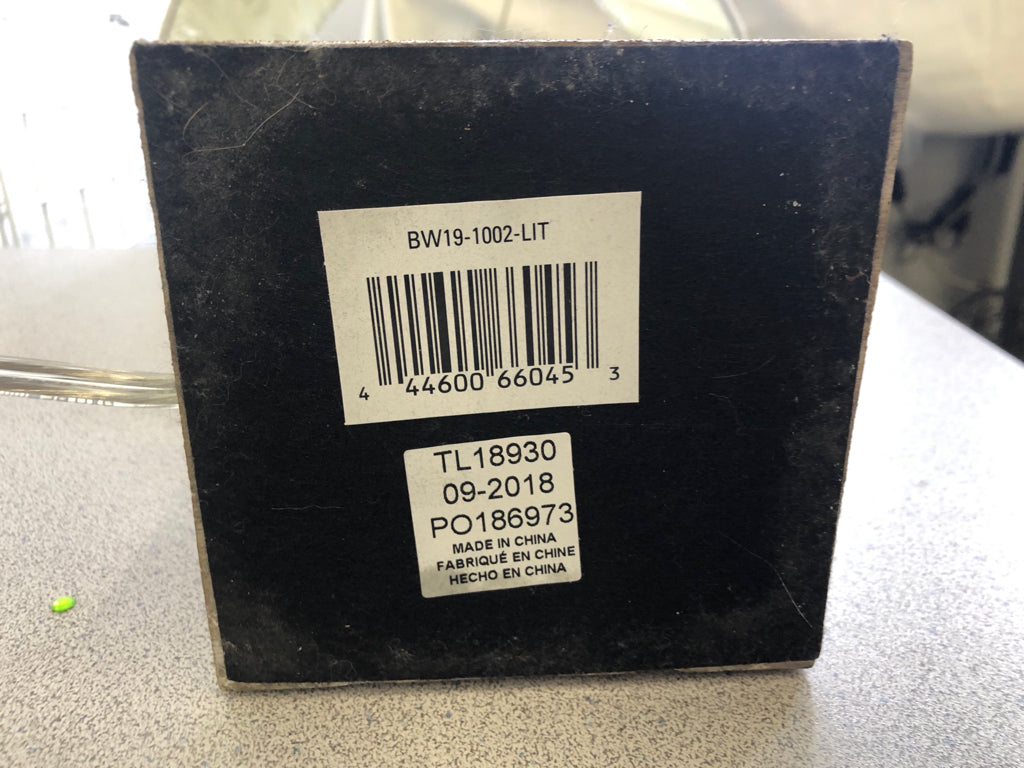 BW19-1002-LIT
4 44600 66045 3
TL18930
09-2018
PO186973
MADE IN CHINA
FABRIQUÉ EN CHINE
HECHO EN CHINA